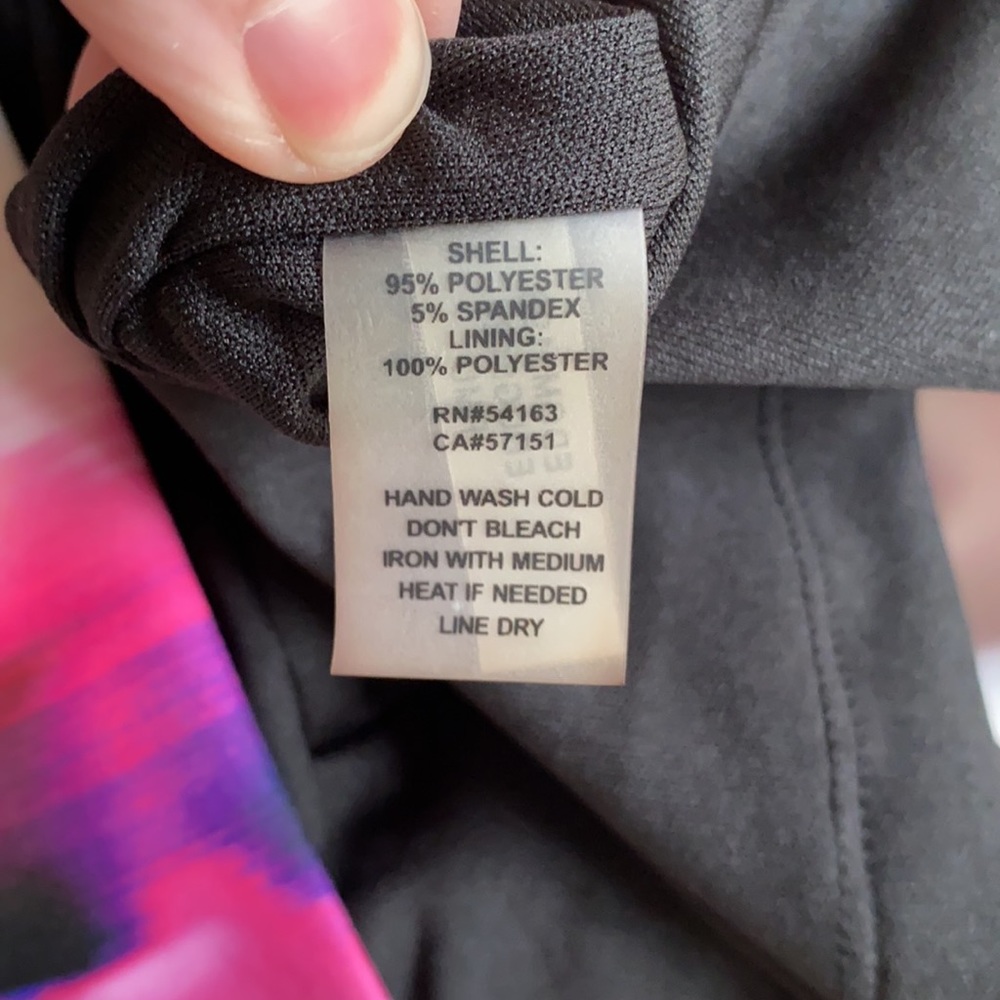 SHELL:
95% POLYESTER
5% SPANDEX
LINING:
100% POLYESTER
RN#54163
CA#57151
HAND WASH COLD
DON'T BLEACH
IRON WITH MEDIUM
HEAT IF NEEDED
LINE DRY